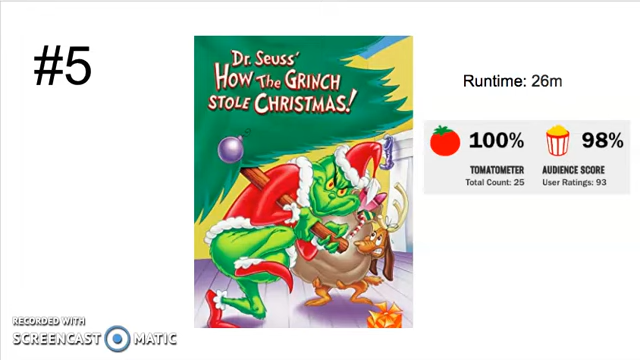 #5
Dr. Seuss'
HOW THE GRINCH
STOLE CHRISTMAS!
Runtime: 26m
100%
98%
TOMATOMETER
AUDIENCE SCORE
Total Count: 25
User Ratings: 93
RECORDED WITH
SCREENCAST MATIC